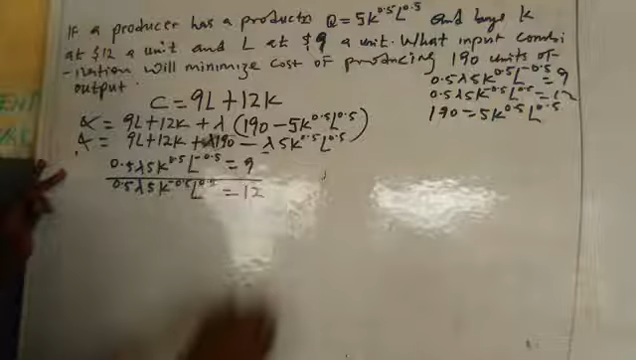 If a producer has a products Q = 5K^0.5 L^0.5 and buys K
at $12 a unit and L at $9 a unit. What input combi
-nation will minimize cost of producing 190 units of
output.
0.5λ5K^0.5 L^-0.5 = 9
0.5λ5K^-0.5 L^0.5 = 12
190 = 5K^0.5 L^0.5
C = 9L + 12K
L = 9L + 12K + λ(190 - 5K^0.5 L^0.5)
L = 9L + 12K + λ190 - λ5K^0.5 L^0.5
0.5λ5K^0.5 L^-0.5 = 9
0.5λ5K^-0.5 L^0.5 = 12